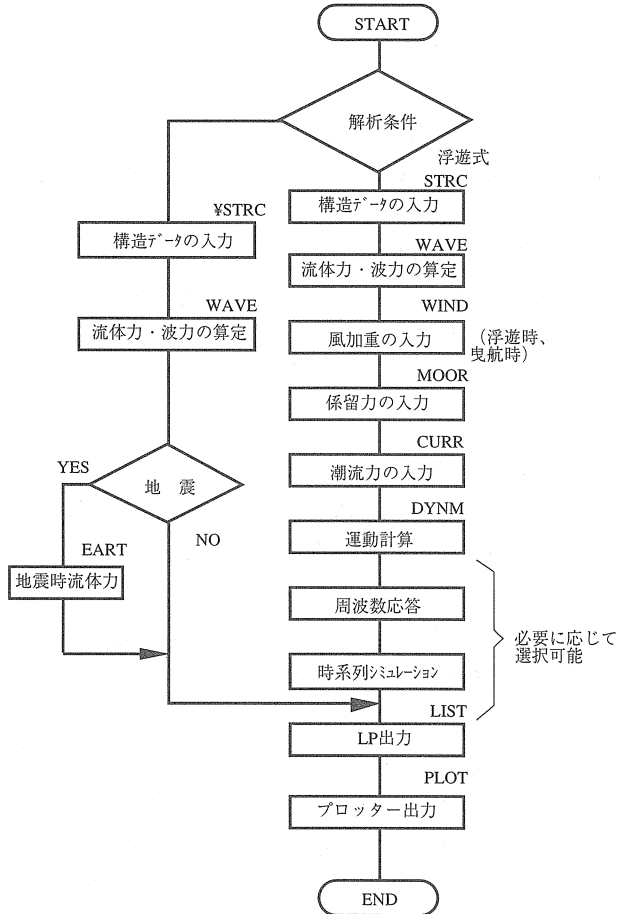 START
解析条件
浮遊式
STRC
構造ﾃﾞｰﾀの入力
WAVE
流体力・波力の算定
WIND
風加重の入力
(浮遊時、
曳航時)
MOOR
係留力の入力
CURR
潮流力の入力
DYNM
運動計算
周波数応答
時系列ｼﾐｭﾚｰｼｮﾝ
必要に応じて
選択可能
¥STRC
構造ﾃﾞｰﾀの入力
WAVE
流体力・波力の算定
地 震
YES
NO
EART
地震時流体力
LIST
LP出力
PLOT
プロッター出力
END